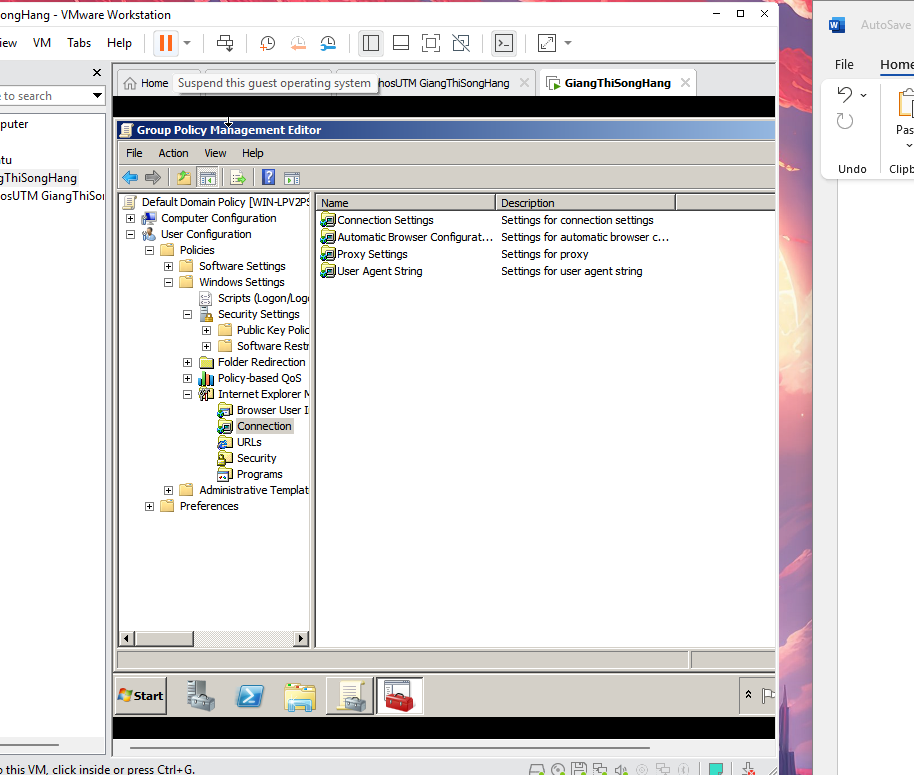 ongHang - VMware Workstation
iew VM Tabs Help
Home
Suspend this guest operating system
hosUTM GiangThiSongHang
GiangThiSongHang
e to search
puter
tu
gThiSongHang
hosUTM GiangThiSor
Group Policy Management Editor
File Action View Help
Default Domain Policy [WIN-LPV2PS
Computer Configuration
User Configuration
Policies
Software Settings
Windows Settings
Scripts (Logon/Logo
Security Settings
Public Key Polic
Software Restr
Folder Redirection
Policy-based QoS
Internet Explorer M
Browser User I
Connection
URLs
Security
Programs
Administrative Templat
Preferences
Name Description
Connection Settings Settings for connection settings
Automatic Browser Configurat... Settings for automatic browser c...
Proxy Settings Settings for proxy
User Agent String Settings for user agent string
Start
o this VM, click inside or press Ctrl+G.
AutoSave
File Home
Pas
Undo Clipb